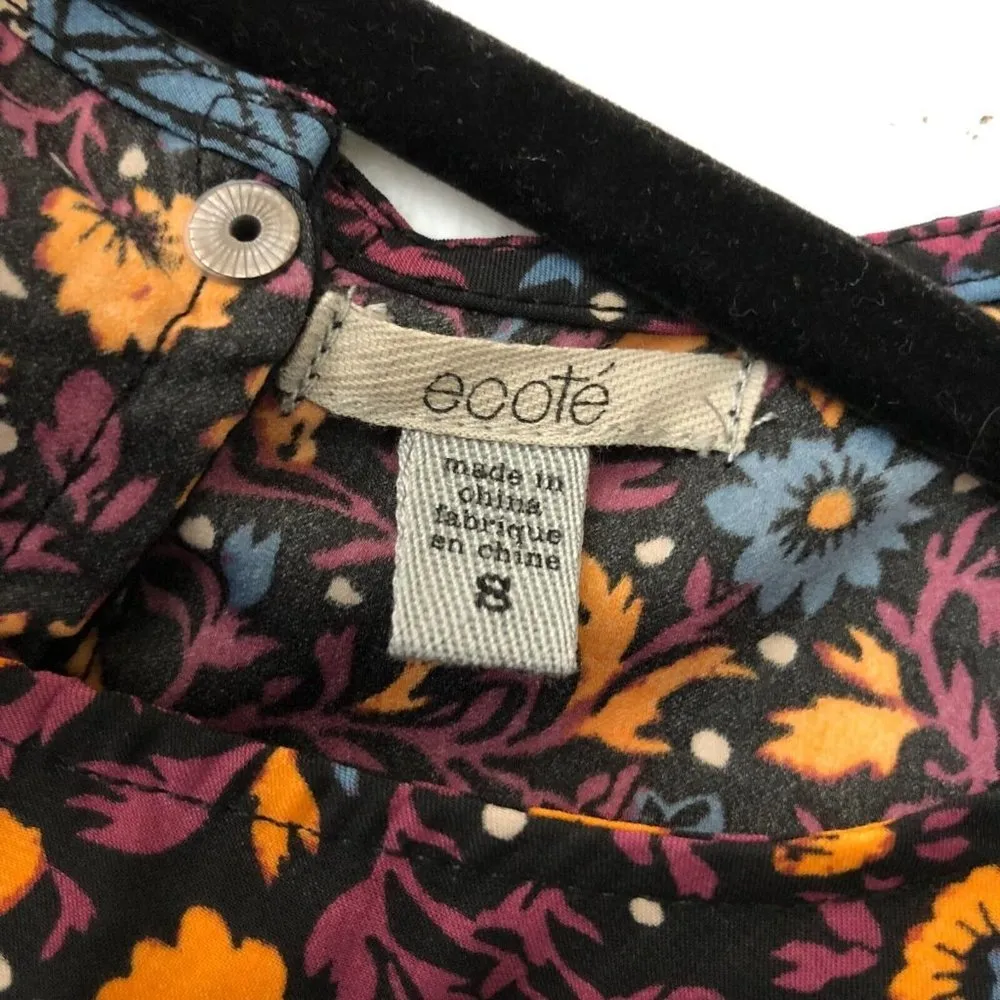 ecoté
made in
china
fabrique
en chine
S